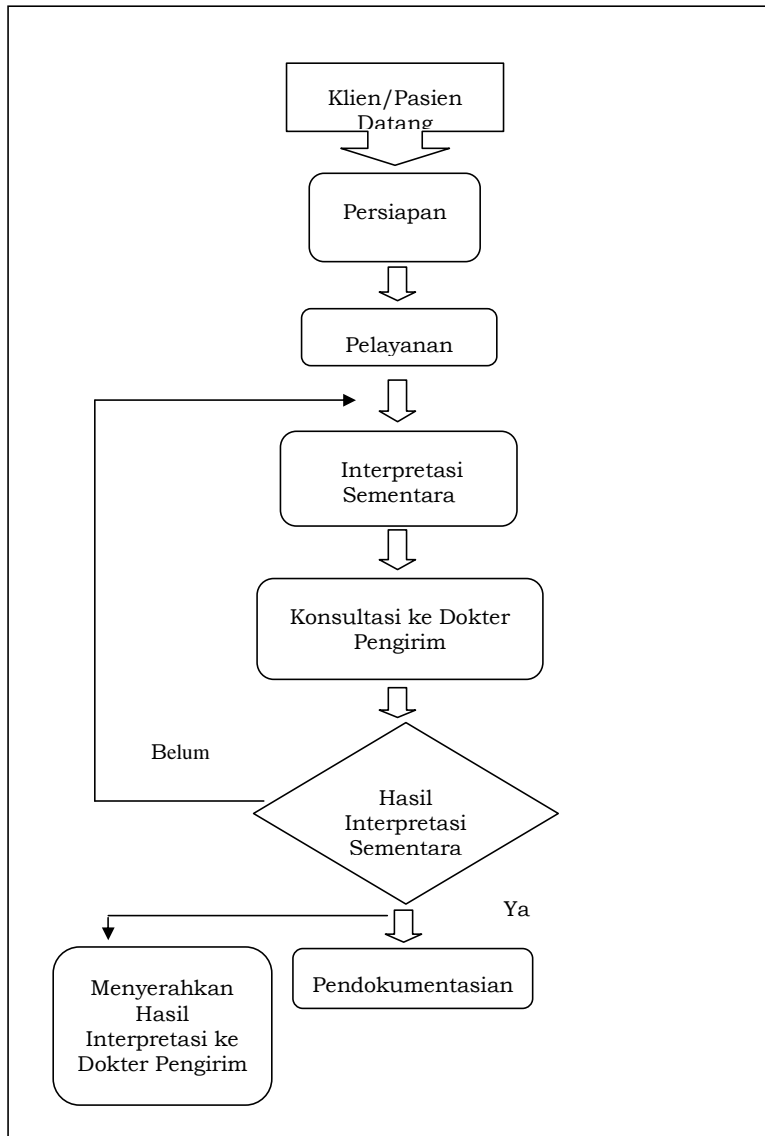 Klien/Pasien
Datang
Persiapan
Pelayanan
Interpretasi
Sementara
Konsultasi ke Dokter
Pengirim
Belum
Hasil
Interpretasi
Sementara
Ya
Menyerahkan
Hasil
Interpretasi ke
Dokter Pengirim
Pendokumentasian